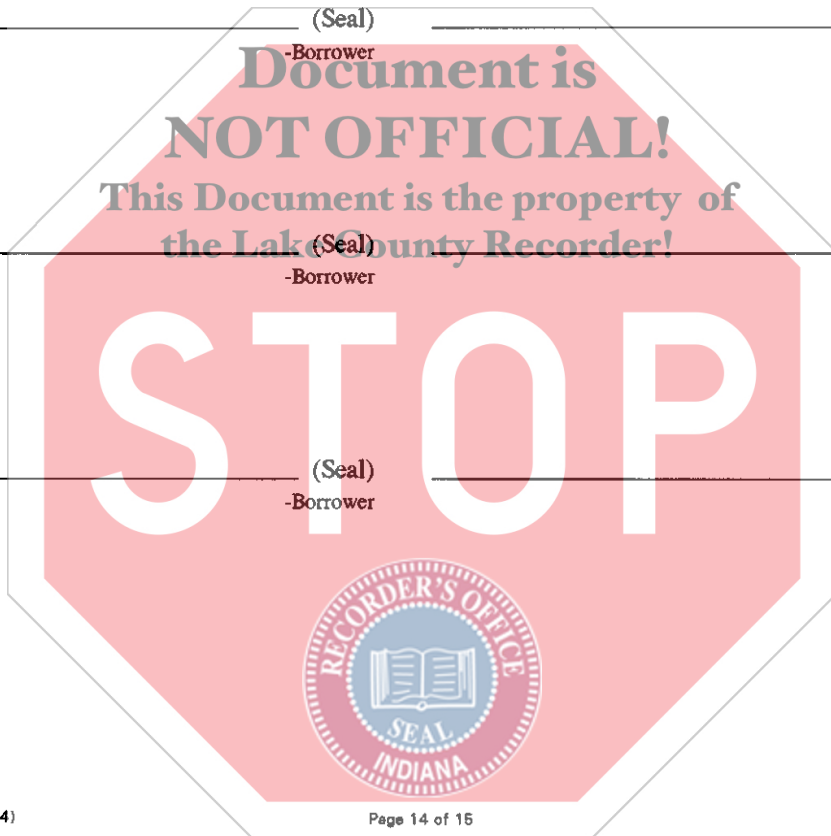 (Seal)
-Borrower
Document is
NOT OFFICIAL!
This Document is the property of
the Lake County Recorder!
(Seal)
-Borrower
STOP
(Seal)
-Borrower
RECORDER'S OFFICE
SEAL
INDIANA
4)
Page 14 of 15